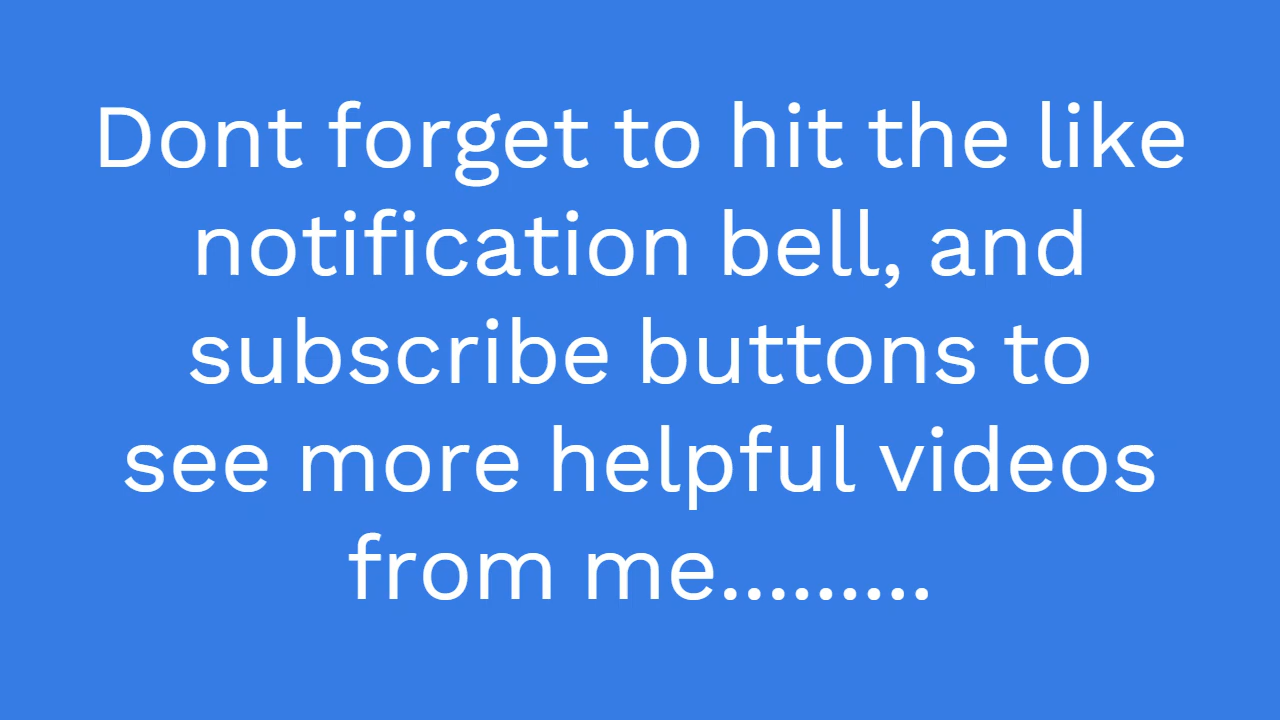 Dont forget to hit the like
notification bell, and
subscribe buttons to
see more helpful videos
from me.........